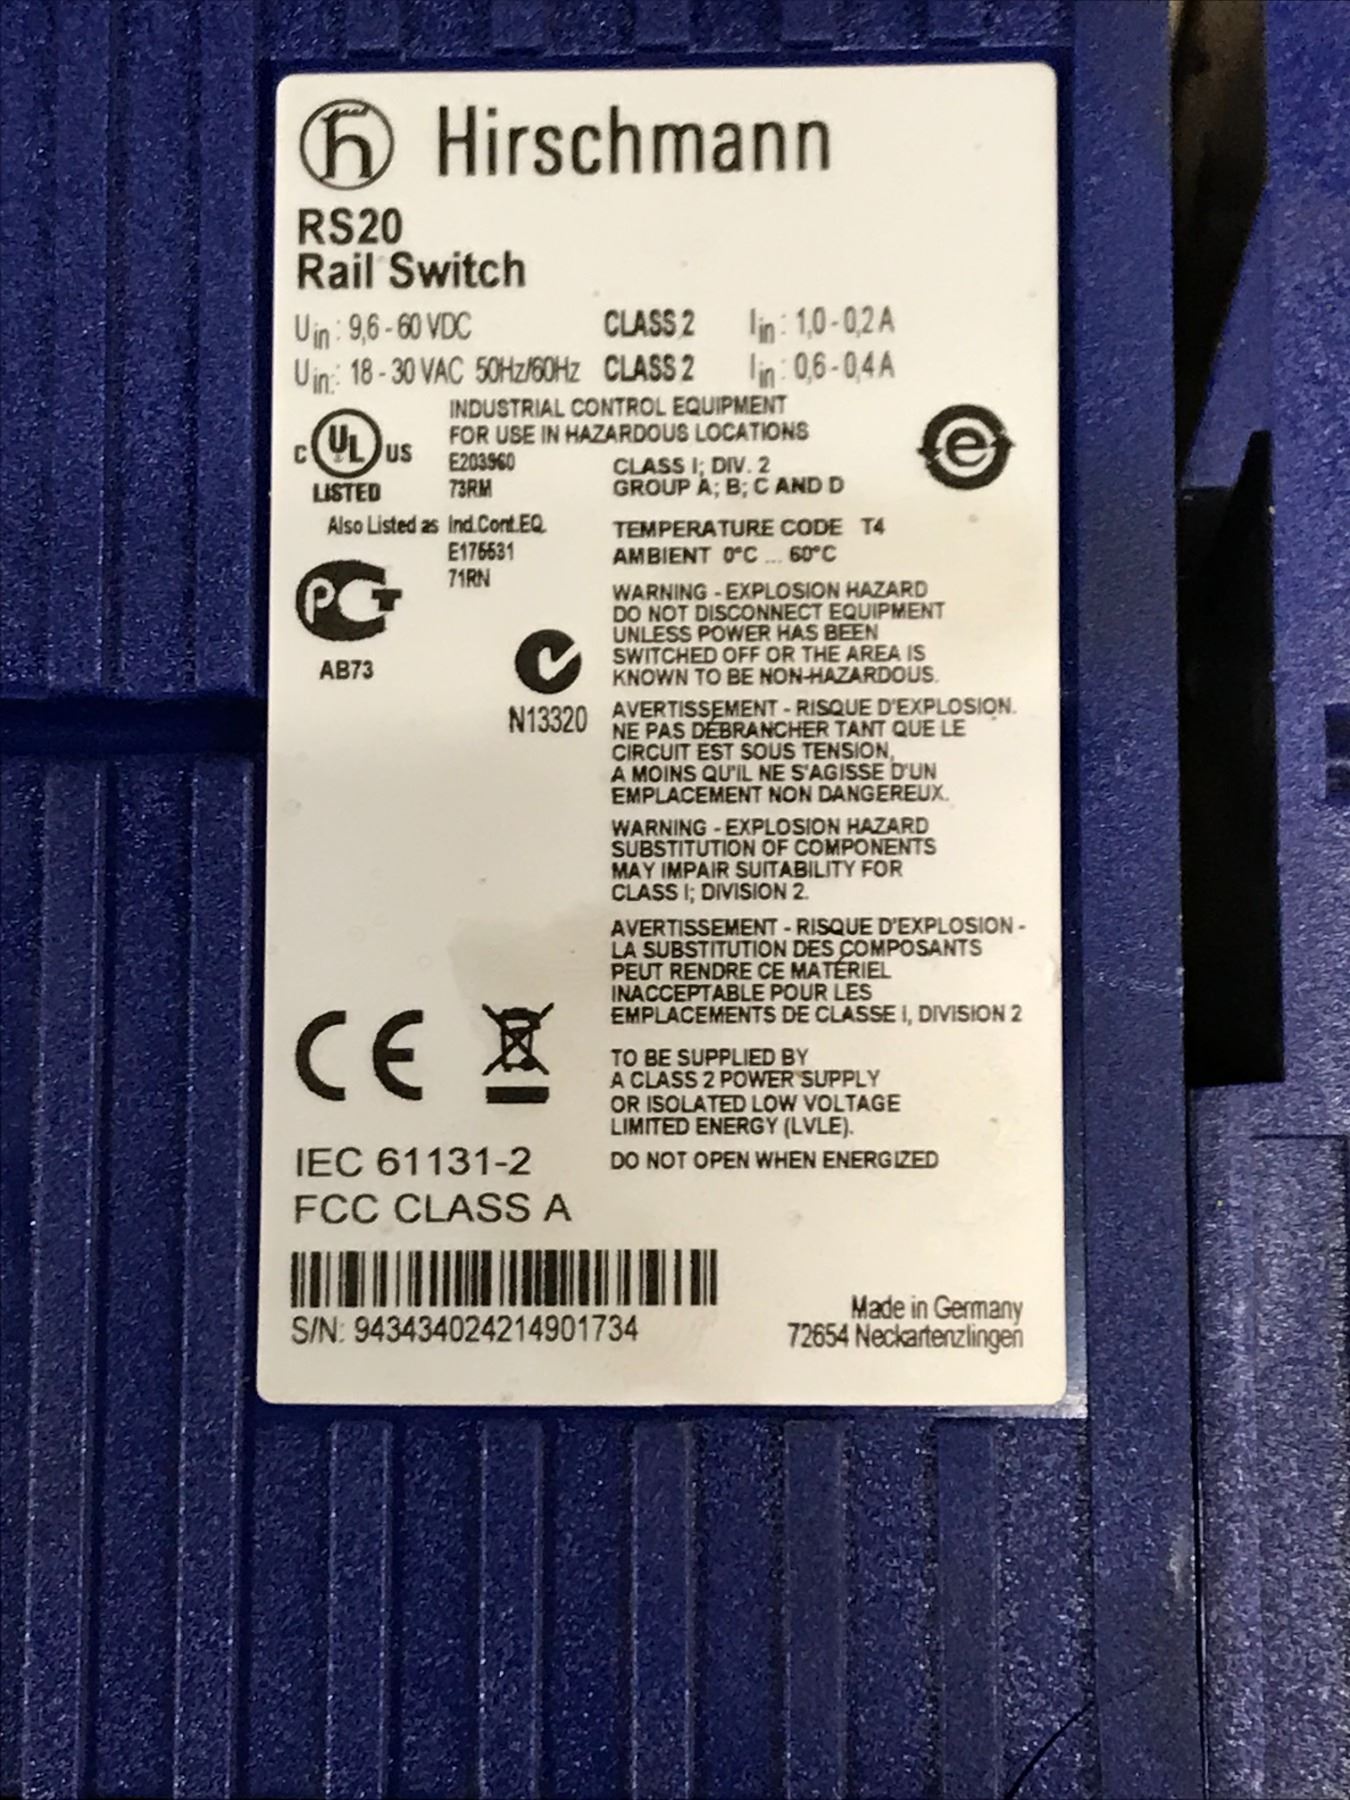 Hirschmann
RS20
Rail Switch
Uin : 9,6 - 60 VDC CLASS 2 Iin : 1,0 - 0,2 A
Uin : 18 - 30 VAC 50Hz/60Hz CLASS 2 Iin : 0,6 - 0,4 A
INDUSTRIAL CONTROL EQUIPMENT
FOR USE IN HAZARDOUS LOCATIONS
C UL US
LISTED
E203960
73RM
CLASS I; DIV. 2
GROUP A; B; C AND D
e
Also Listed as Ind.Cont.EQ.
E175531
71RN
TEMPERATURE CODE T4
AMBIENT 0°C ... 60°C
PCT
AB73
N13320
WARNING - EXPLOSION HAZARD
DO NOT DISCONNECT EQUIPMENT
UNLESS POWER HAS BEEN
SWITCHED OFF OR THE AREA IS
KNOWN TO BE NON-HAZARDOUS.
AVERTISSEMENT - RISQUE D'EXPLOSION.
NE PAS DÉBRANCHER TANT QUE LE
CIRCUIT EST SOUS TENSION,
A MOINS QU'IL NE S'AGISSE D'UN
EMPLACEMENT NON DANGEREUX.
WARNING - EXPLOSION HAZARD
SUBSTITUTION OF COMPONENTS
MAY IMPAIR SUITABILITY FOR
CLASS I; DIVISION 2.
AVERTISSEMENT - RISQUE D'EXPLOSION -
LA SUBSTITUTION DES COMPOSANTS
PEUT RENDRE CE MATÉRIEL
INACCEPTABLE POUR LES
EMPLACEMENTS DE CLASSE I, DIVISION 2
CE
TO BE SUPPLIED BY
A CLASS 2 POWER SUPPLY
OR ISOLATED LOW VOLTAGE
LIMITED ENERGY (LVLE).
DO NOT OPEN WHEN ENERGIZED
IEC 61131-2
FCC CLASS A
S/N: 943434024214901734
Made in Germany
72654 Neckartenzlingen